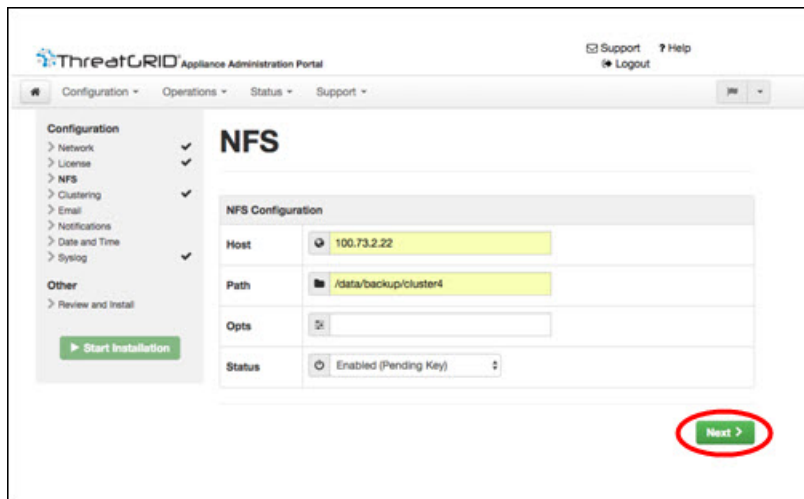 ThreatGRID Appliance Administration Portal
Support ? Help
Logout
Configuration Operations Status Support
Configuration
Network
License
NFS
Clustering
Email
Notifications
Date and Time
Syslog
Other
Review and Install
Start Installation
NFS
NFS Configuration
Host 100.73.2.22
Path /data/backup/cluster4
Opts
Status Enabled (Pending Key)
Next >